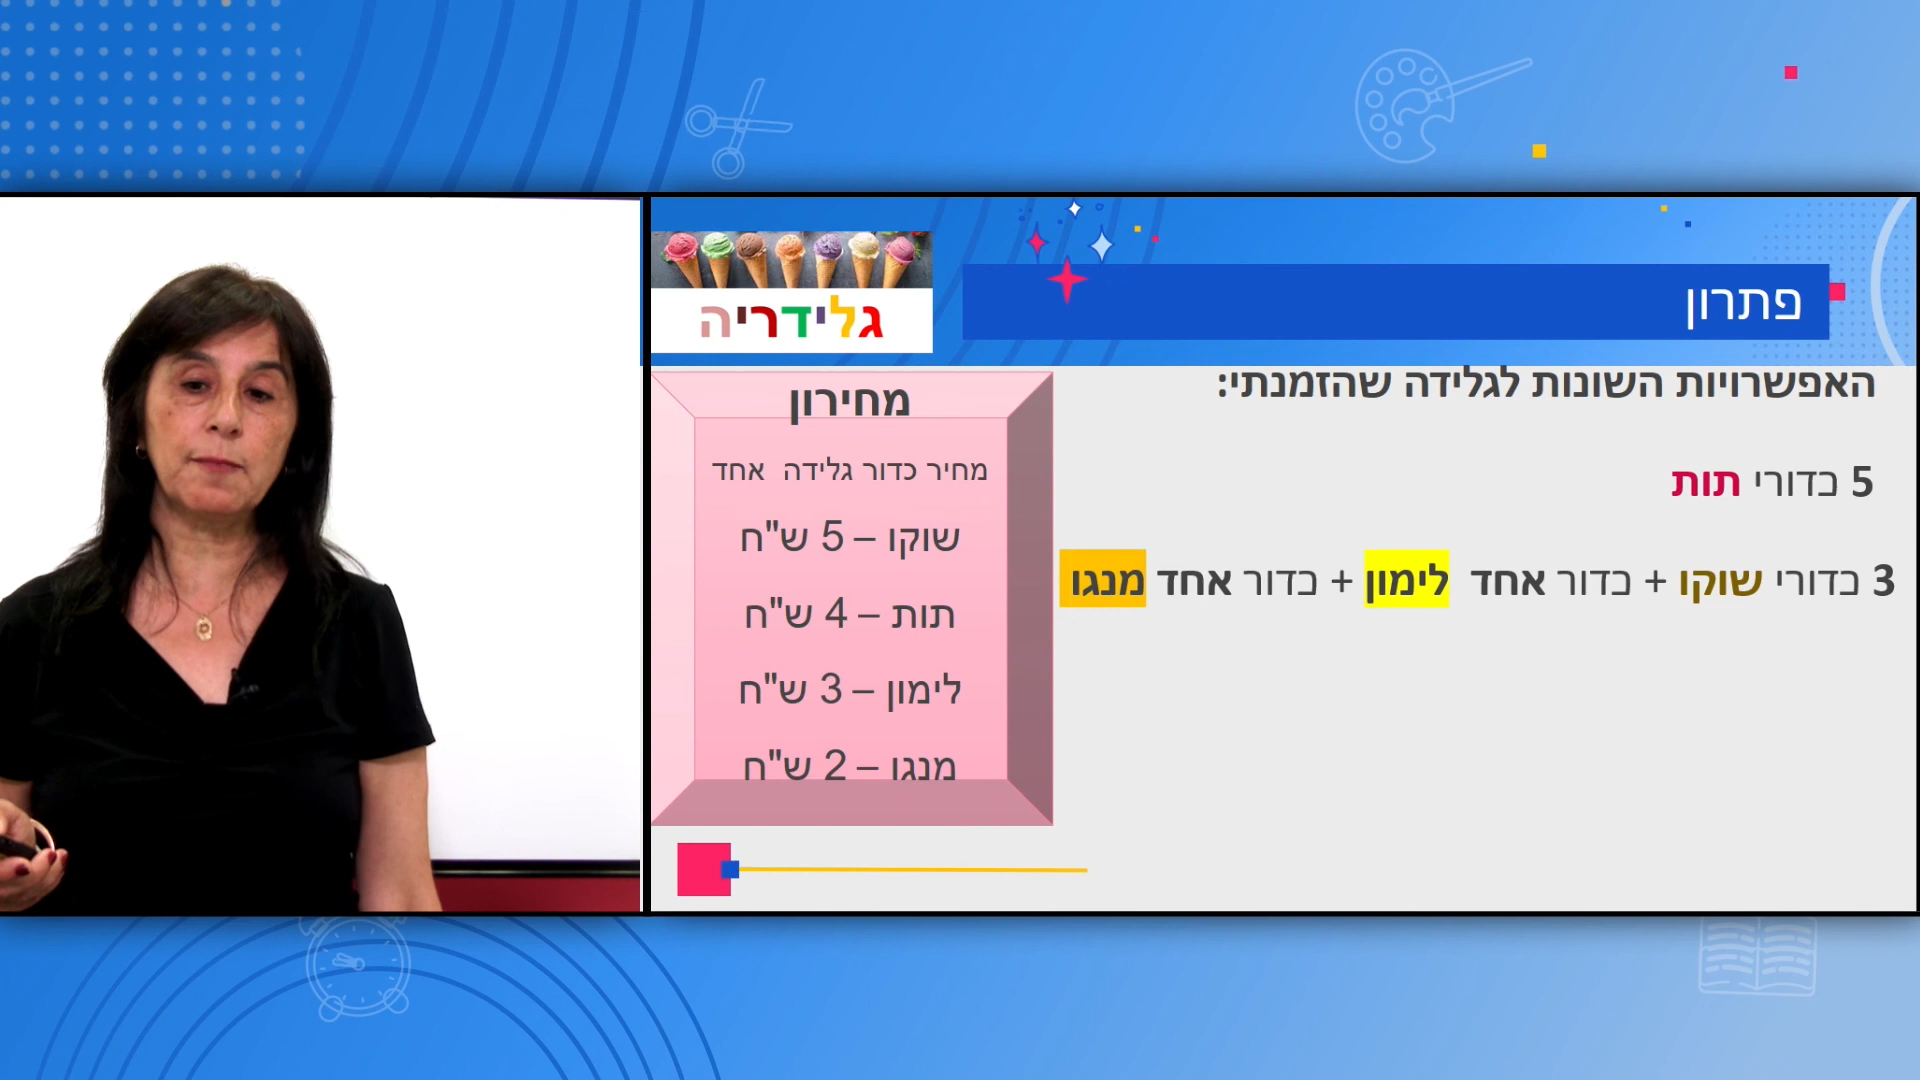 פתרון
גלידריה
האפשרויות השונות לגלידה שהזמנתי:
5 כדורי תות
3 כדורי שוקו + כדור אחד לימון + כדור אחד מנגו
מחירון
מחיר כדור גלידה אחד
שוקו – 5 ש"ח
תות – 4 ש"ח
לימון – 3 ש"ח
מנגו – 2 ש"ח